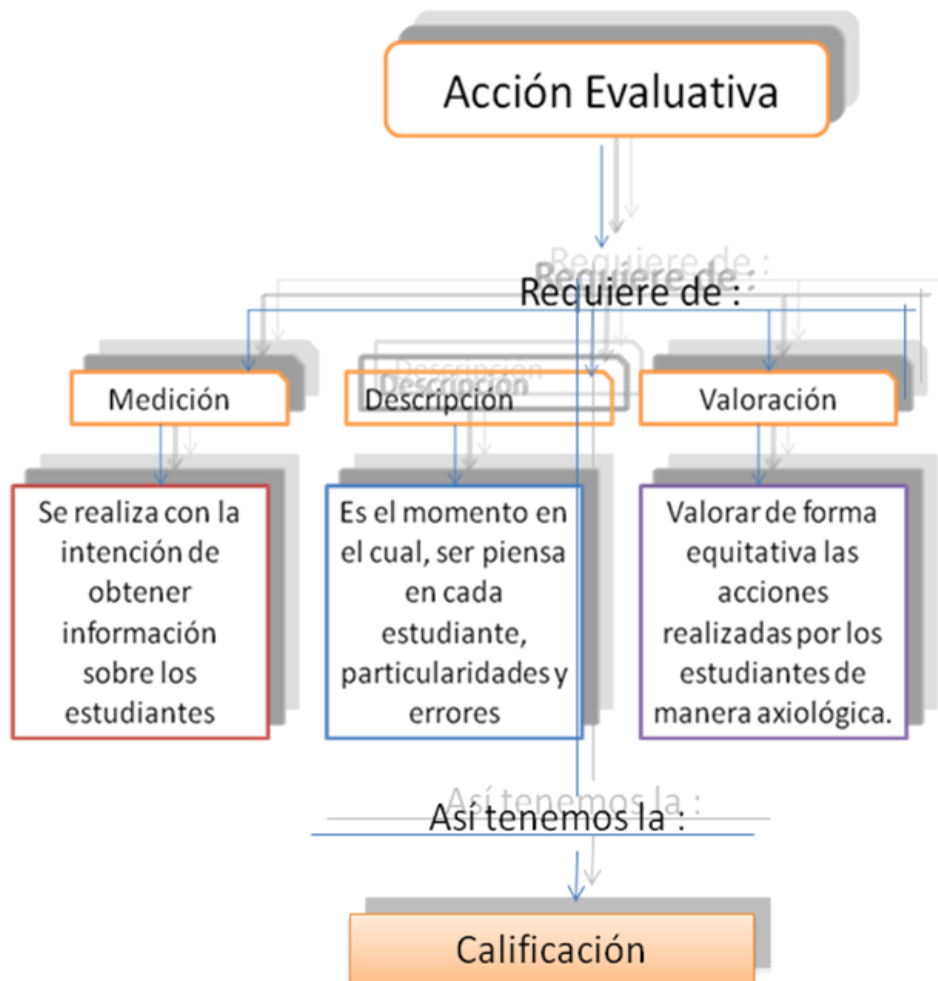 Acción Evaluativa
Requiere de :
Medición
Descripción
Valoración
Se realiza con la
intención de
obtener
información
sobre los
estudiantes
Es el momento en
el cual, ser piensa
en cada
estudiante,
particularidades y
errores
Valorar de forma
equitativa las
acciones
realizadas por los
estudiantes de
manera axiológica.
Así tenemos la :
Calificación